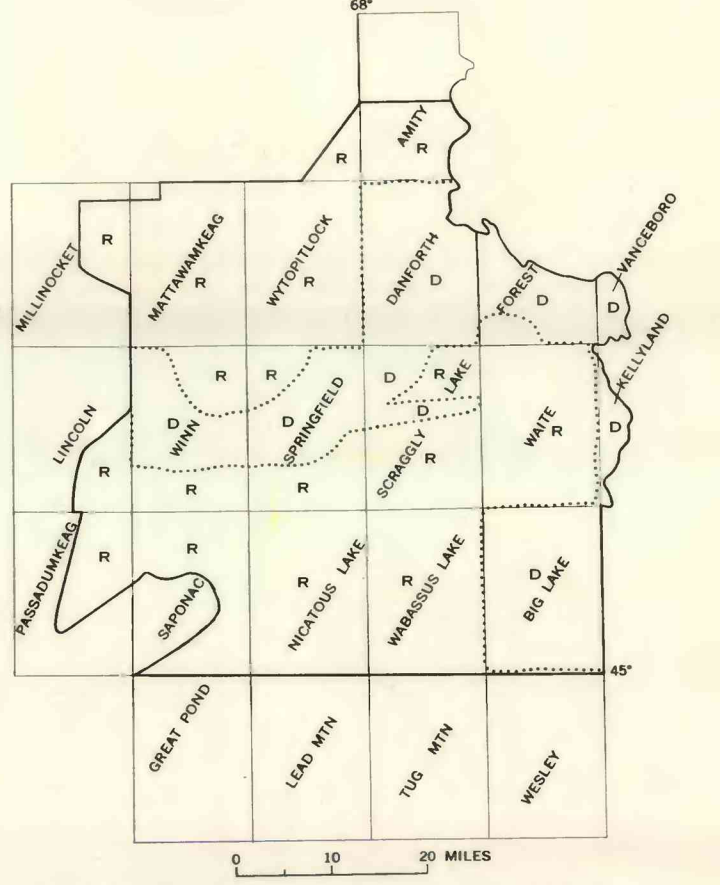 68°
AMITY
R
R
R
MILLINOCKET
MATTAWAMKEAG
R
WYTOPITLOCK
R
DANFORTH
D
FOREST
D
VANCEBORO
D
KELLYLAND
D
R
R
D
R
LAKE
D
LINCOLN
D
WINN
D
SPRINGFIELD
SCRAGGLY
R
WAITE
R
R
R
R
PASSADUMKEAG
R
R
SAPONAC
R
NICATOUS LAKE
R
WABASSUS LAKE
D
BIG LAKE
45°
GREAT POND
LEAD MTN
TUG MTN
WESLEY
0 10 20 MILES